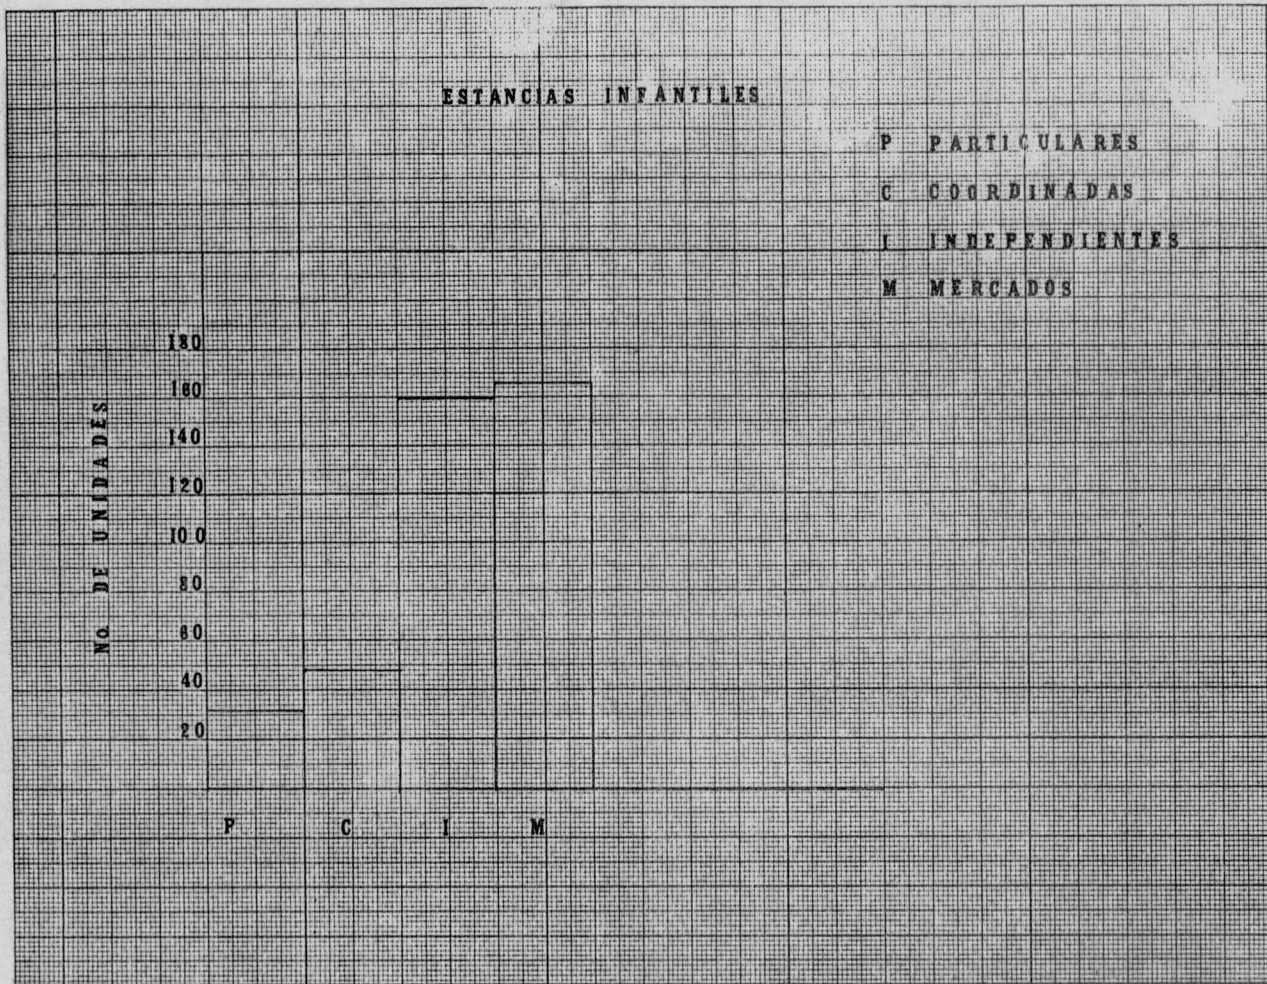 ESTANCIAS INFANTILES
P PARTICULARES
C COORDINADAS
I INDEPENDIENTES
M MERCADOS
180
160
140
120
100
80
60
40
20
NO. DE UNIDADES
P C I M